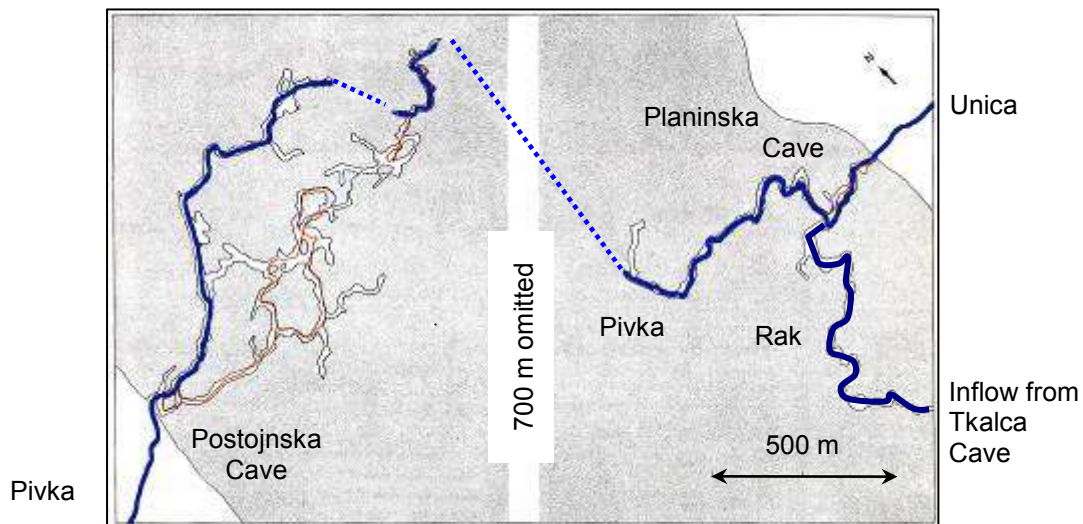 Planinska
Cave
Unica
N
700 m omitted
Pivka
Rak
Inflow from
Tkalca
Cave
500 m
Postojnska
Cave
Pivka